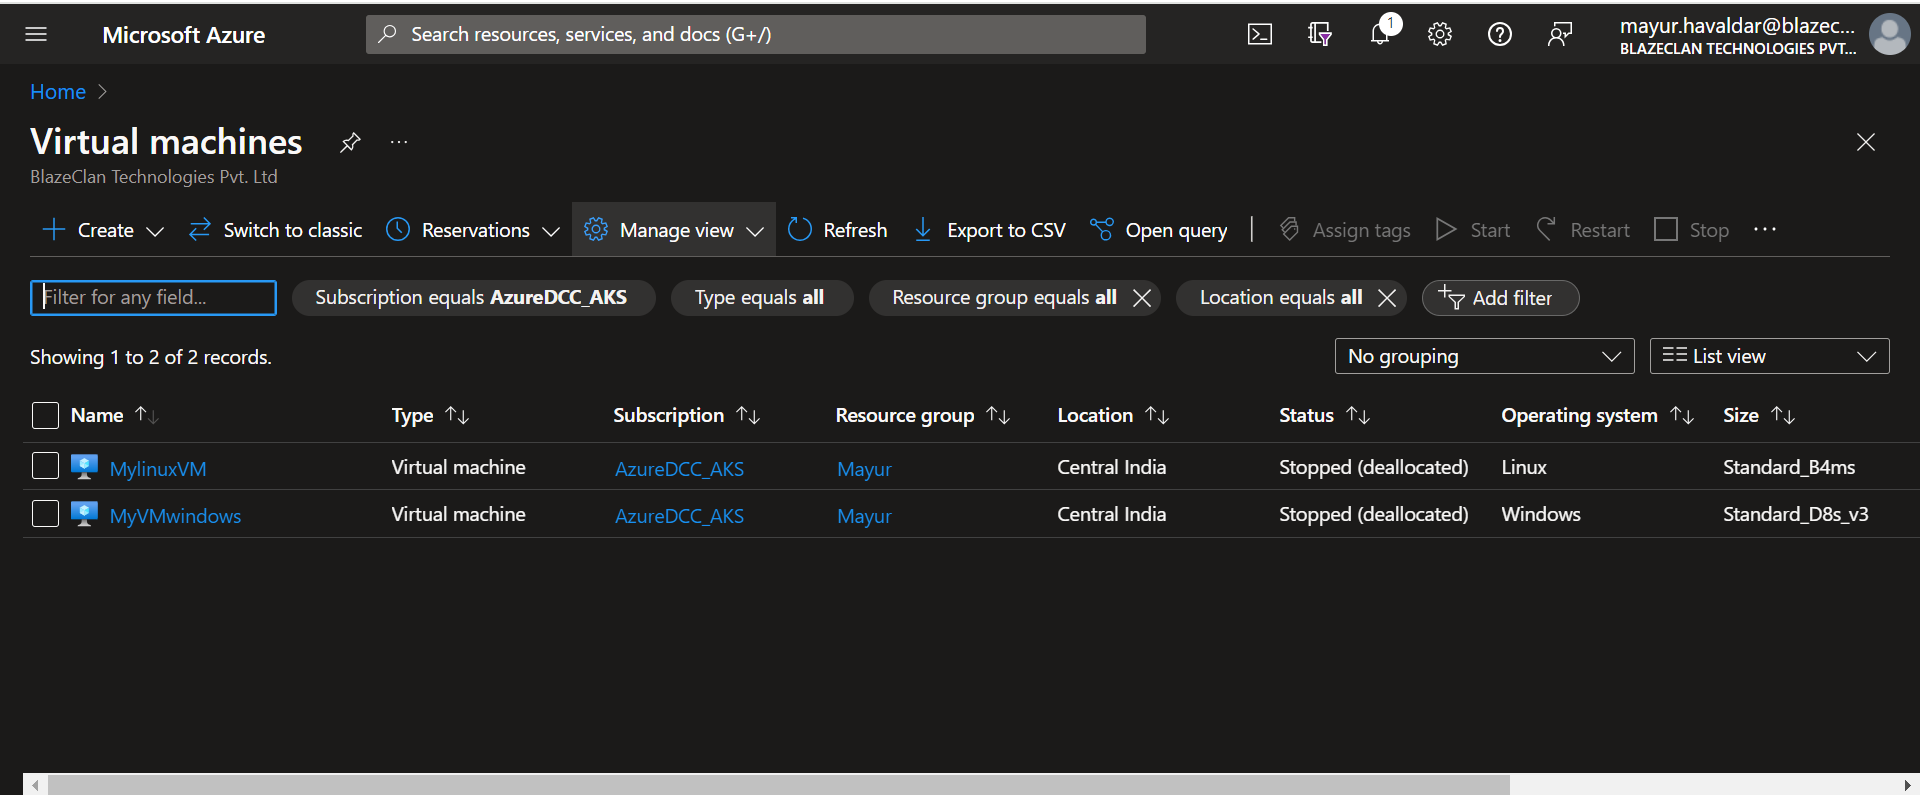 Microsoft Azure
Search resources, services, and docs (G+/)
1
mayur.havaldar@blazec...
BLAZECLAN TECHNOLOGIES PVT...
Home
Virtual machines
BlazeClan Technologies Pvt. Ltd
Create Switch to classic Reservations Manage view Refresh Export to CSV Open query Assign tags Start Restart Stop
Filter for any field... Subscription equals AzureDCC_AKS Type equals all Resource group equals all Location equals all Add filter
Showing 1 to 2 of 2 records. No grouping List view
Name Type Subscription Resource group Location Status Operating system Size
MylinuxVM Virtual machine AzureDCC_AKS Mayur Central India Stopped (deallocated) Linux Standard_B4ms
MyVMwindows Virtual machine AzureDCC_AKS Mayur Central India Stopped (deallocated) Windows Standard_D8s_v3